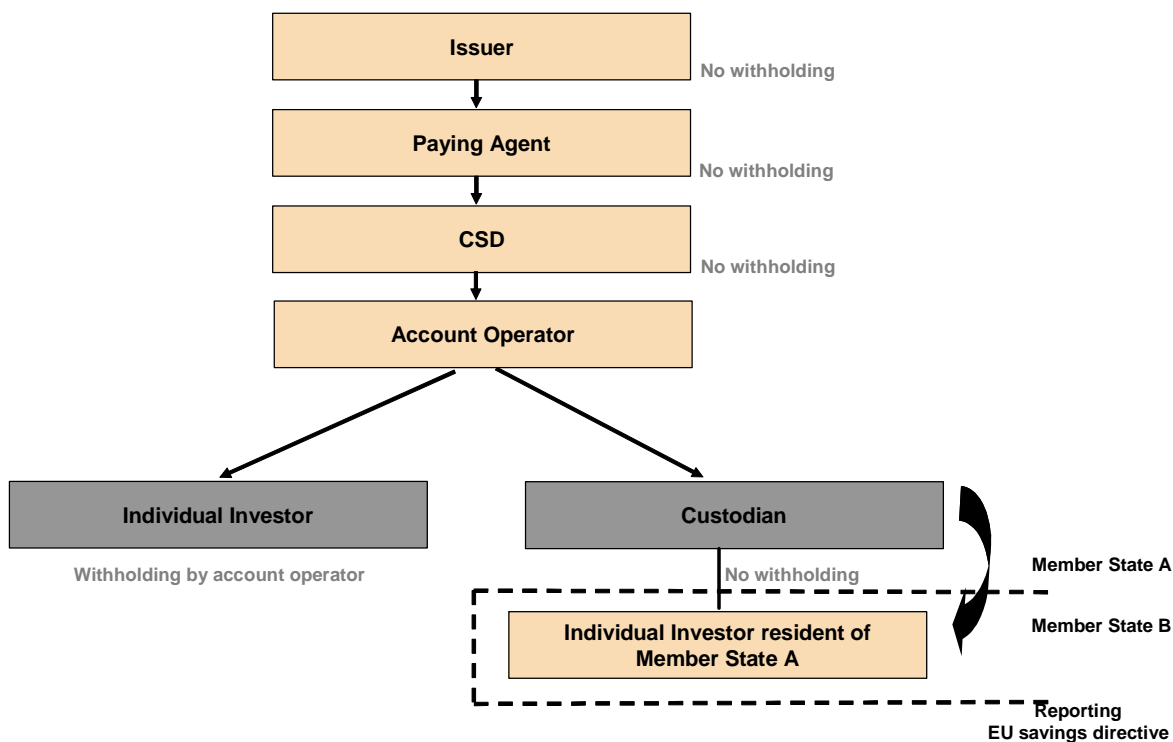 Issuer
No withholding
Paying Agent
No withholding
CSD
No withholding
Account Operator
Individual Investor
Custodian
Withholding by account operator
No withholding
Member State A
Individual Investor resident of
Member State A
Member State B
Reporting
EU savings directive